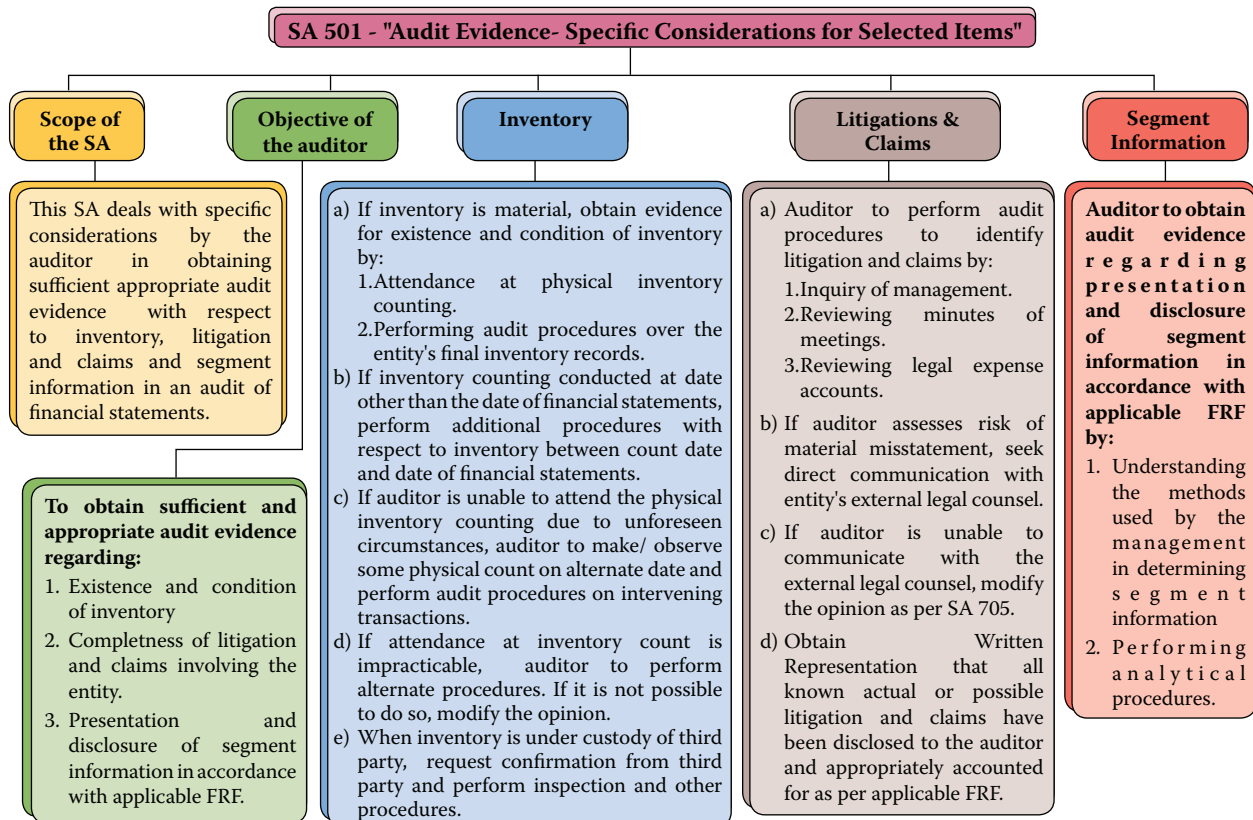 SA 501 - "Audit Evidence- Specific Considerations for Selected Items"
Scope of
the SA
This SA deals with specific
considerations by the
auditor in obtaining
sufficient appropriate audit
evidence with respect
to inventory, litigation
and claims and segment
information in an audit of
financial statements.
Objective of
the auditor
To obtain sufficient and
appropriate audit evidence
regarding:
1. Existence and condition
of inventory
2. Completness of litigation
and claims involving the
entity.
3. Presentation and
disclosure of segment
information in accordance
with applicable FRF.
Inventory
a) If inventory is material, obtain evidence
for existence and condition of inventory
by:
1.Attendance at physical inventory
counting.
2.Performing audit procedures over the
entity's final inventory records.
b) If inventory counting conducted at date
other than the date of financial statements,
perform additional procedures with
respect to inventory between count date
and date of financial statements.
c) If auditor is unable to attend the physical
inventory counting due to unforeseen
circumstances, auditor to make/ observe
some physical count on alternate date and
perform audit procedures on intervening
transactions.
d) If attendance at inventory count is
impracticable, auditor to perform
alternate procedures. If it is not possible
to do so, modify the opinion.
e) When inventory is under custody of third
party, request confirmation from third
party and perform inspection and other
procedures.
Litigations &
Claims
a) Auditor to perform audit
procedures to identify
litigation and claims by:
1.Inquiry of management.
2.Reviewing minutes of
meetings.
3.Reviewing legal expense
accounts.
b) If auditor assesses risk of
material misstatement, seek
direct communication with
entity's external legal counsel.
c) If auditor is unable to
communicate with the
external legal counsel, modify
the opinion as per SA 705.
d) Obtain Written
Representation that all
known actual or possible
litigation and claims have
been disclosed to the auditor
and appropriately accounted
for as per applicable FRF.
Segment
Information
Auditor to obtain
audit evidence
regarding
presentation
and disclosure
of segment
information in
accordance with
applicable FRF
by:
1. Understanding
the methods
used by the
management
in determining
segment
information
2. Performing
analytical
procedures.